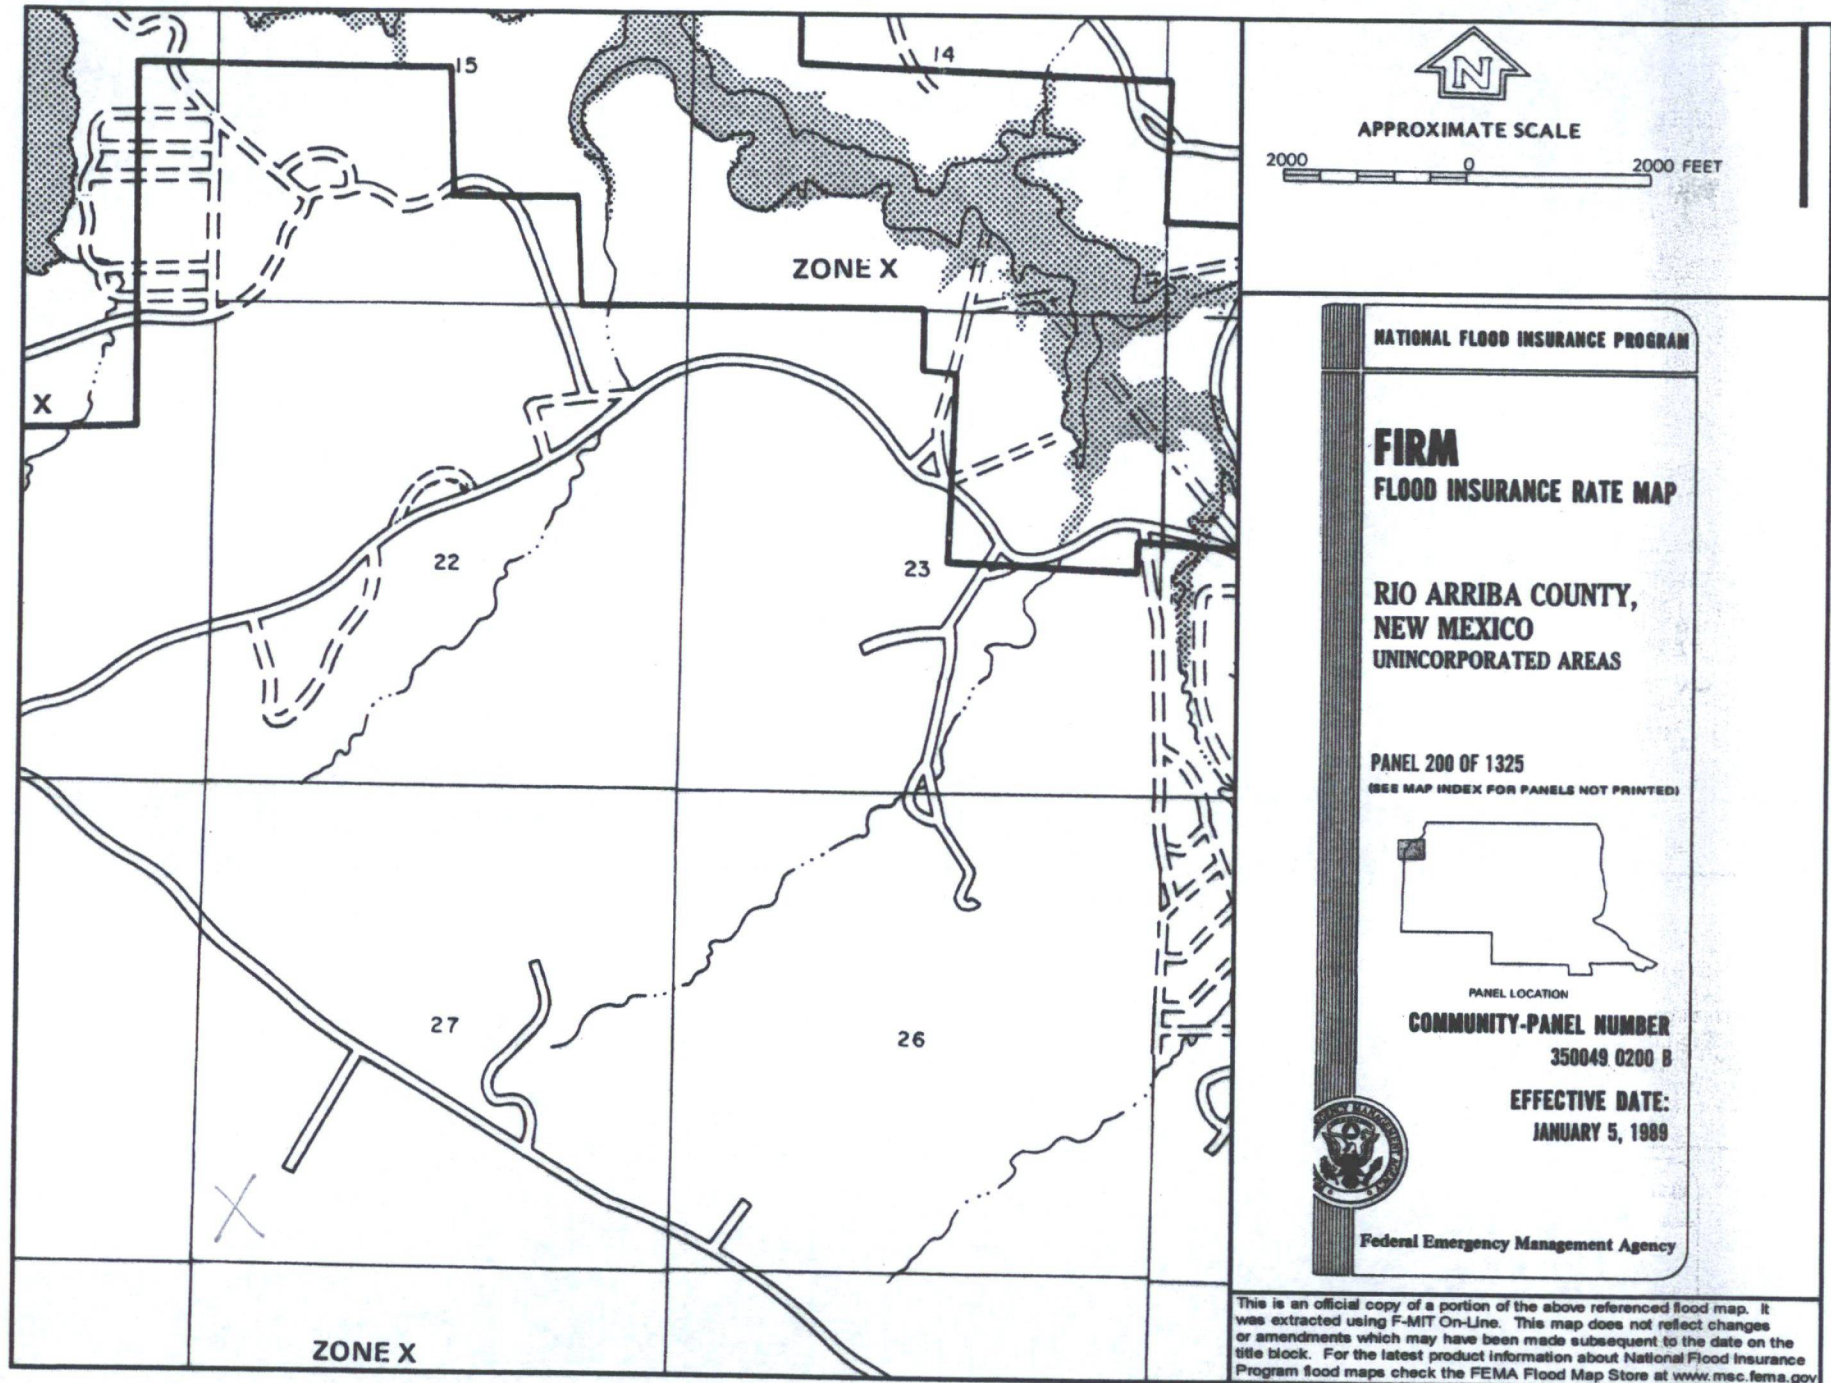 15
14
ZONE X
X
22
23
27
26
X
ZONE X
N
APPROXIMATE SCALE
2000 0 2000 FEET
NATIONAL FLOOD INSURANCE PROGRAM
FIRM
FLOOD INSURANCE RATE MAP
RIO ARRIBA COUNTY,
NEW MEXICO
UNINCORPORATED AREAS
PANEL 200 OF 1325
(SEE MAP INDEX FOR PANELS NOT PRINTED)
PANEL LOCATION
COMMUNITY-PANEL NUMBER
350049 0200 B
EFFECTIVE DATE:
JANUARY 5, 1989
Federal Emergency Management Agency
This is an official copy of a portion of the above referenced flood map. It
was extracted using F-MIT On-Line. This map does not reflect changes
or amendments which may have been made subsequent to the date on the
title block. For the latest product information about National Flood Insurance
Program flood maps check the FEMA Flood Map Store at www.msc.fema.gov